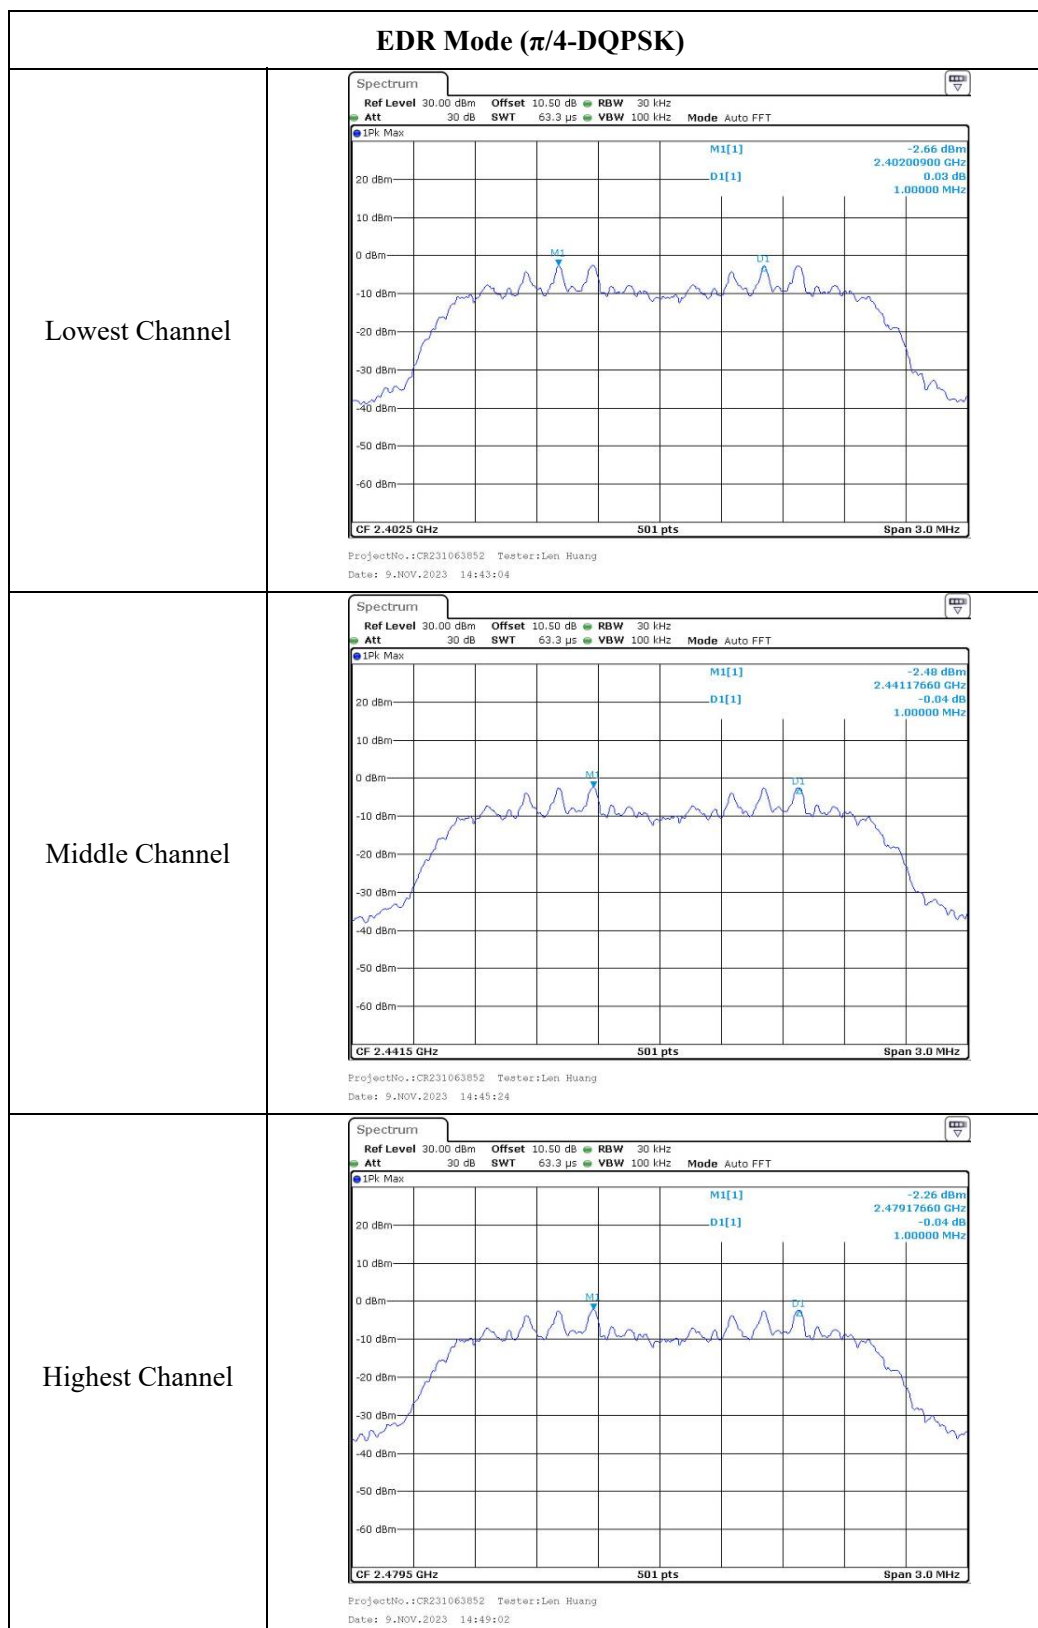 EDR Mode (π/4-DQPSK)
Lowest Channel
Spectrum
Ref Level 30.00 dBm Offset 10.50 dB RBW 30 kHz
Att 30 dB SWT 63.3 µs VBW 100 kHz Mode Auto FFT
1Pk Max
M1[1] -2.66 dBm
2.40200900 GHz
D1[1] 0.03 dB
1.00000 MHz
20 dBm
10 dBm
0 dBm
M1 D1
-10 dBm
-20 dBm
-30 dBm
-40 dBm
-50 dBm
-60 dBm
CF 2.4025 GHz 501 pts Span 3.0 MHz
ProjectNo.:CR231063852 Tester:Len Huang
Date: 9.NOV.2023 14:43:04
Middle Channel
Spectrum
Ref Level 30.00 dBm Offset 10.50 dB RBW 30 kHz
Att 30 dB SWT 63.3 µs VBW 100 kHz Mode Auto FFT
1Pk Max
M1[1] -2.48 dBm
2.44117660 GHz
D1[1] -0.04 dB
1.00000 MHz
20 dBm
10 dBm
0 dBm
M1 D1
-10 dBm
-20 dBm
-30 dBm
-40 dBm
-50 dBm
-60 dBm
CF 2.4415 GHz 501 pts Span 3.0 MHz
ProjectNo.:CR231063852 Tester:Len Huang
Date: 9.NOV.2023 14:45:24
Highest Channel
Spectrum
Ref Level 30.00 dBm Offset 10.50 dB RBW 30 kHz
Att 30 dB SWT 63.3 µs VBW 100 kHz Mode Auto FFT
1Pk Max
M1[1] -2.26 dBm
2.47917660 GHz
D1[1] -0.04 dB
1.00000 MHz
20 dBm
10 dBm
0 dBm
M1 D1
-10 dBm
-20 dBm
-30 dBm
-40 dBm
-50 dBm
-60 dBm
CF 2.4795 GHz 501 pts Span 3.0 MHz
ProjectNo.:CR231063852 Tester:Len Huang
Date: 9.NOV.2023 14:49:02